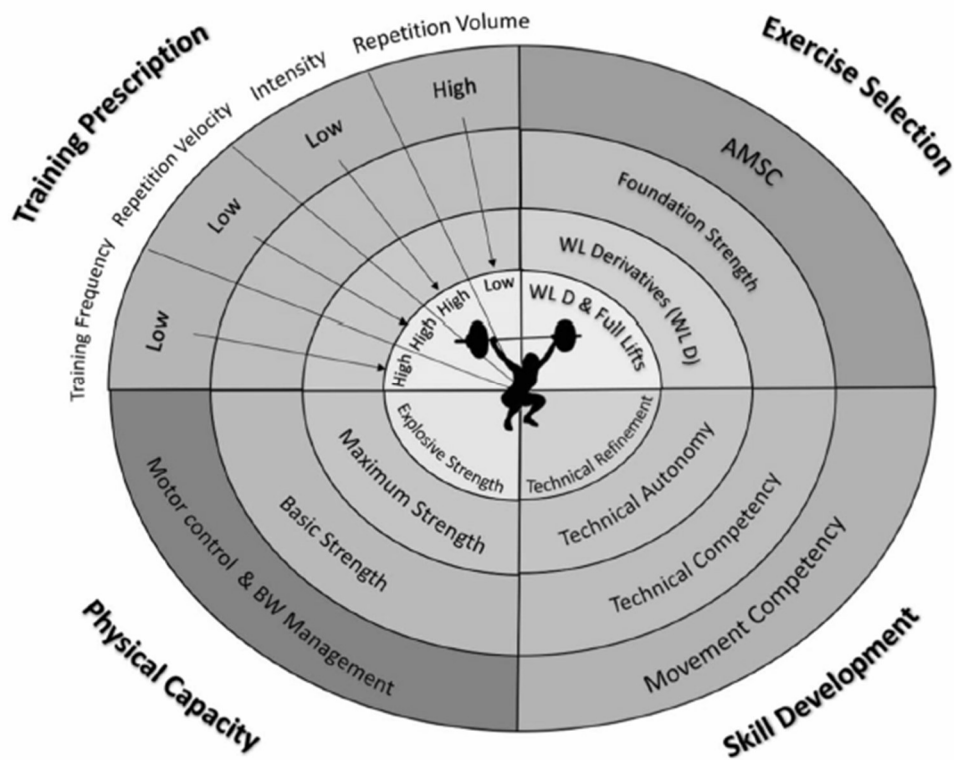 Training Prescription
Exercise Selection
Physical Capacity
Skill Development
Training Frequency
Repetition Velocity
Intensity
Repetition Volume
Low
Low
Low
High
High
High
High
Low
AMSC
Foundation Strength
WL Derivatives (WL D)
WL D & Full Lifts
Explosive Strength
Maximum Strength
Basic Strength
Motor control & BW Management
Technical Refinement
Technical Autonomy
Technical Competency
Movement Competency